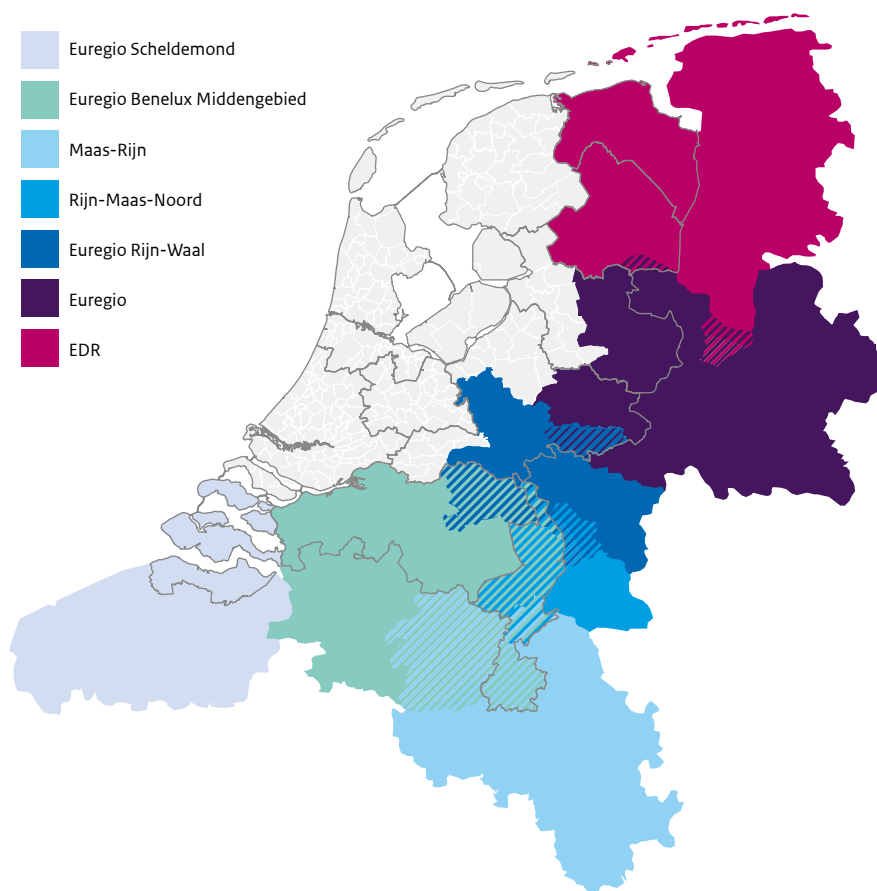 Euregio Scheldemond
Euregio Benelux Middengebied
Maas-Rijn
Rijn-Maas-Noord
Euregio Rijn-Waal
Euregio
EDR